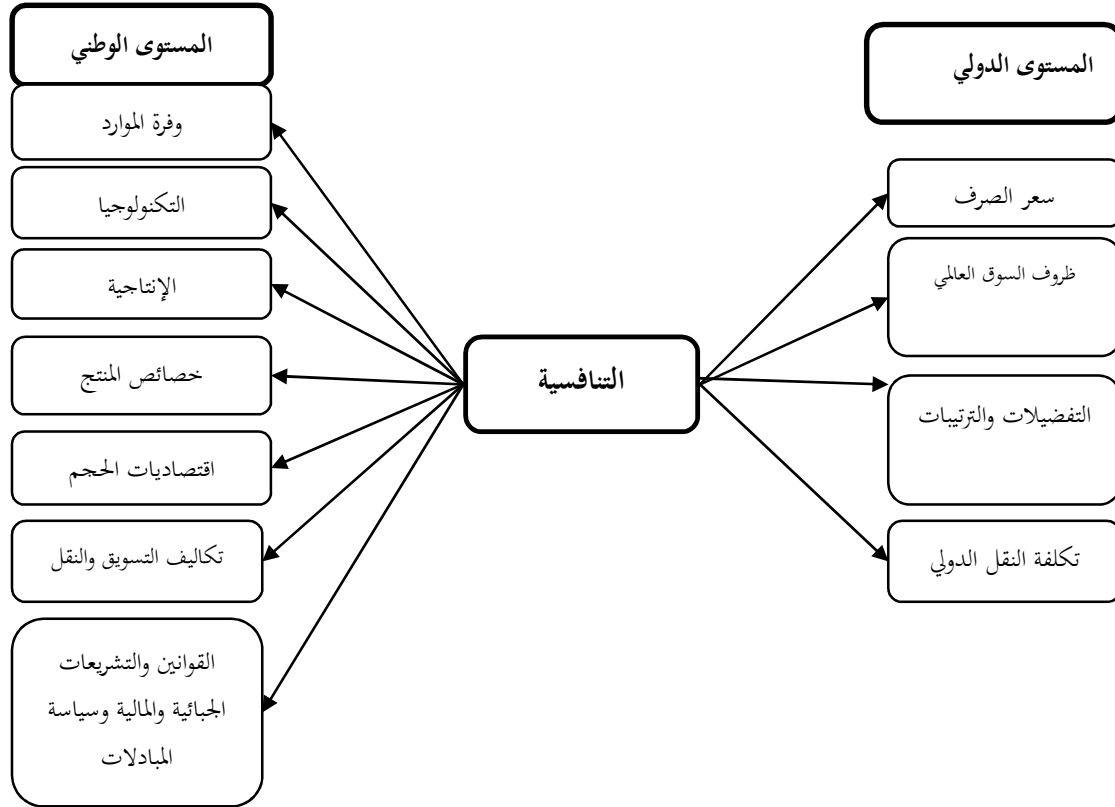 المستوى الدولي
سعر الصرف
ظروف السوق العالمي
التفضيلات والترتيبات
تكلفة النقل الدولي
التنافسية
المستوى الوطني
وفرة الموارد
التكنولوجيا
الإنتاجية
خصائص المنتج
اقتصاديات الحجم
تكاليف التسويق والنقل
القوانين والتشريعات
الجبائية والمالية وسياسة
المبادلات